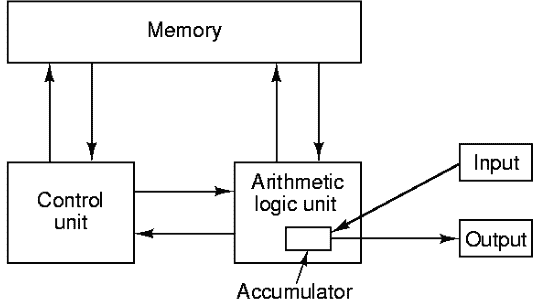 Memory
Control
unit
Arithmetic
logic unit
Input
Output
Accumulator